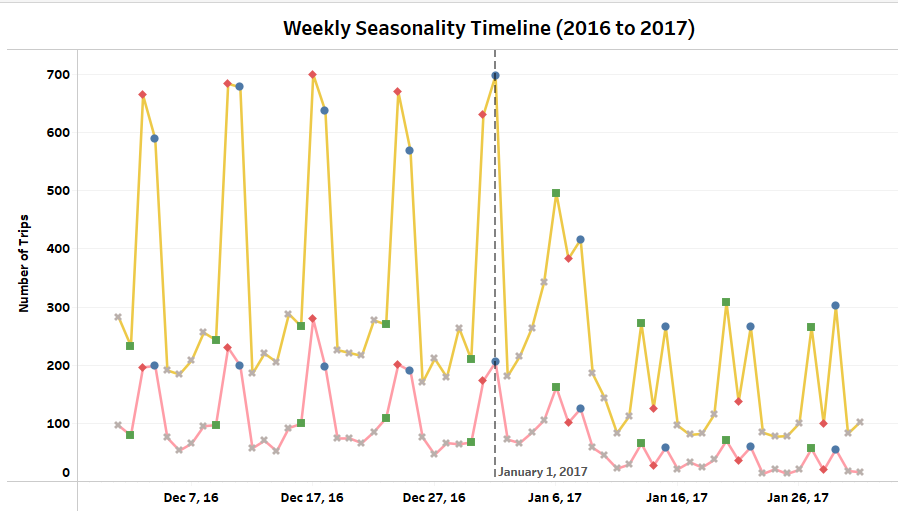 Weekly Seasonality Timeline (2016 to 2017)
700
600
500
400
300
200
100
0
Number of Trips
January 1, 2017
Dec 7, 16
Dec 17, 16
Dec 27, 16
Jan 6, 17
Jan 16, 17
Jan 26, 17